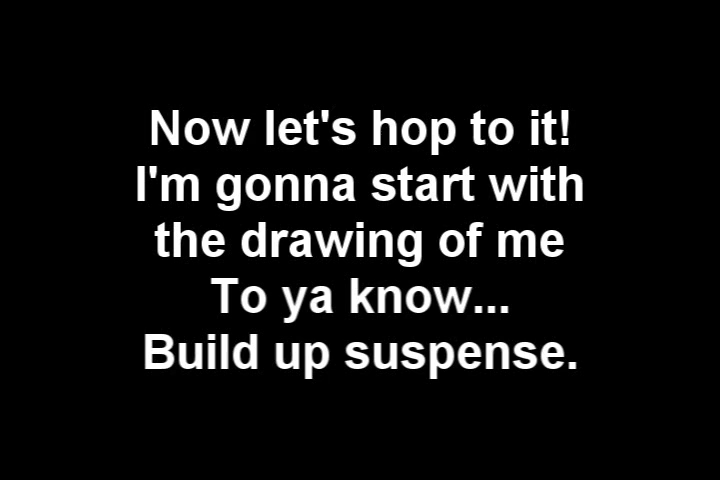 Now let's hop to it!
I'm gonna start with
the drawing of me
To ya know...
Build up suspense.